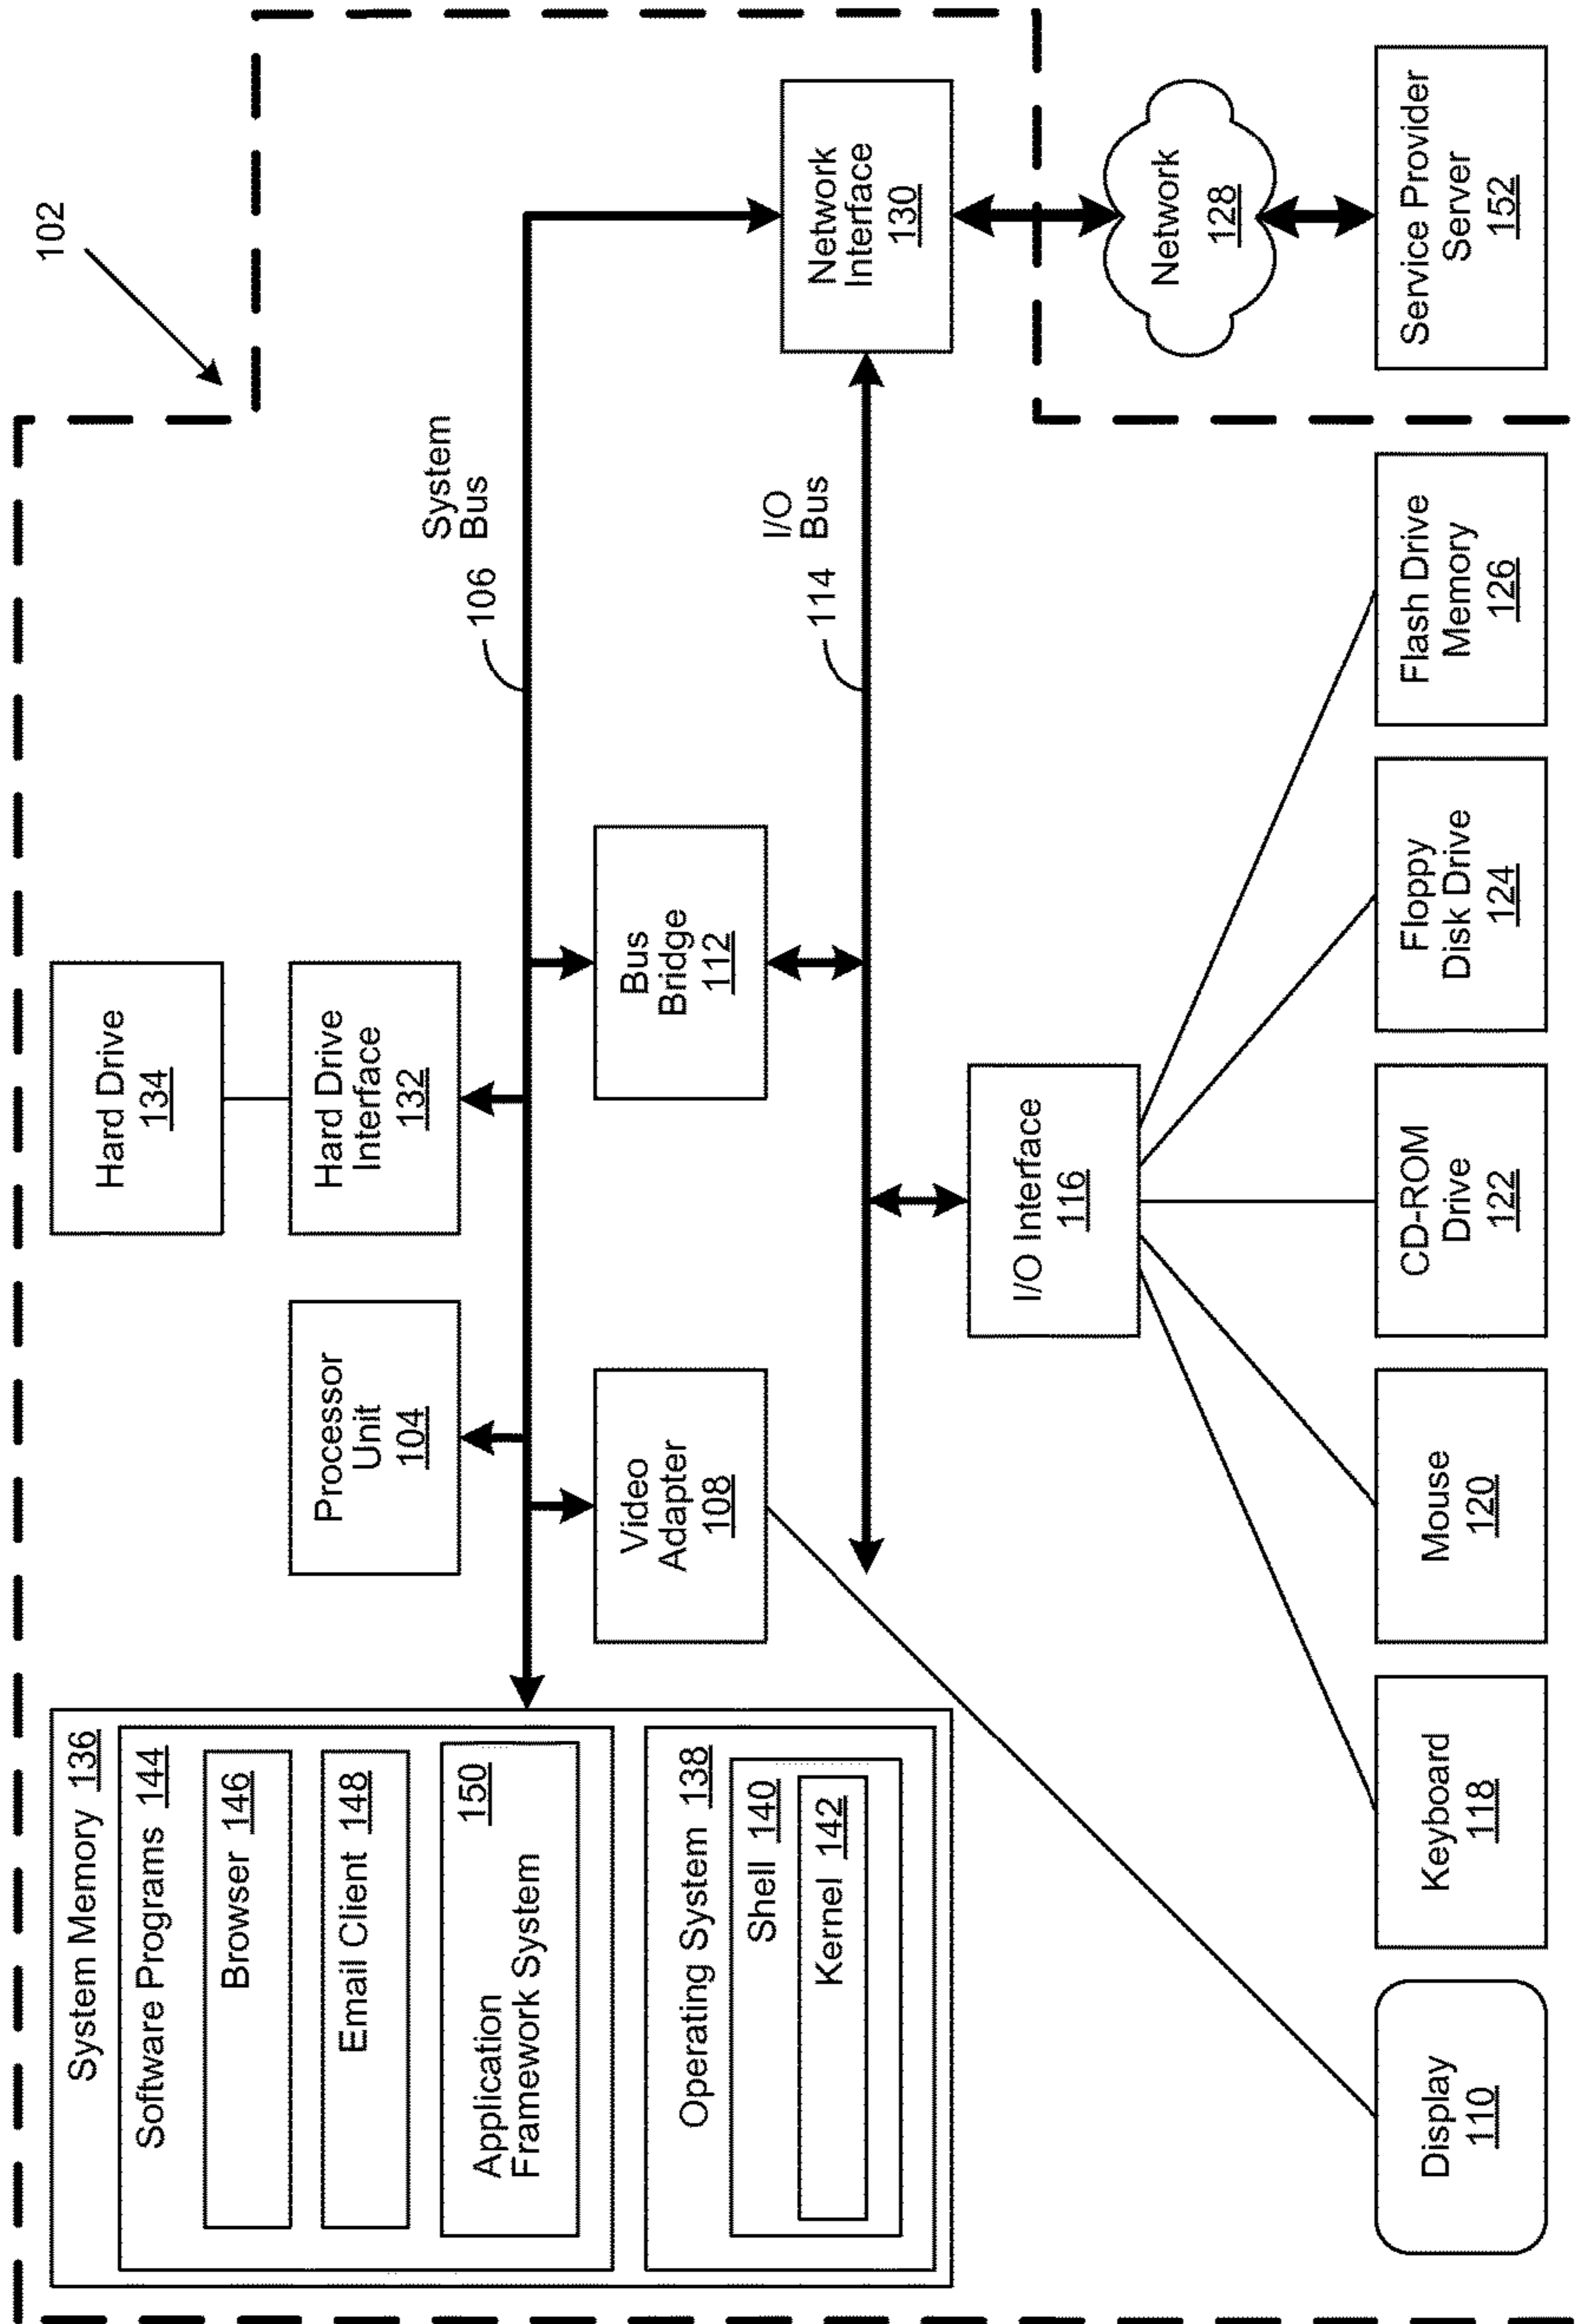 102
System Memory 136
Software Programs 144
Browser 146
Email Client 148
150
Application
Framework System
Operating System 138
Shell 140
Kernel 142
Hard Drive
134
Processor
Unit
104
Hard Drive
Interface
132
106
System
Bus
Video
Adapter
108
Bus
Bridge
112
Network
Interface
130
114
I/O
Bus
I/O Interface
116
Network
128
Display
110
Keyboard
118
Mouse
120
CD-ROM
Drive
122
Floppy
Disk Drive
124
Flash Drive
Memory
126
Service Provider
Server
152